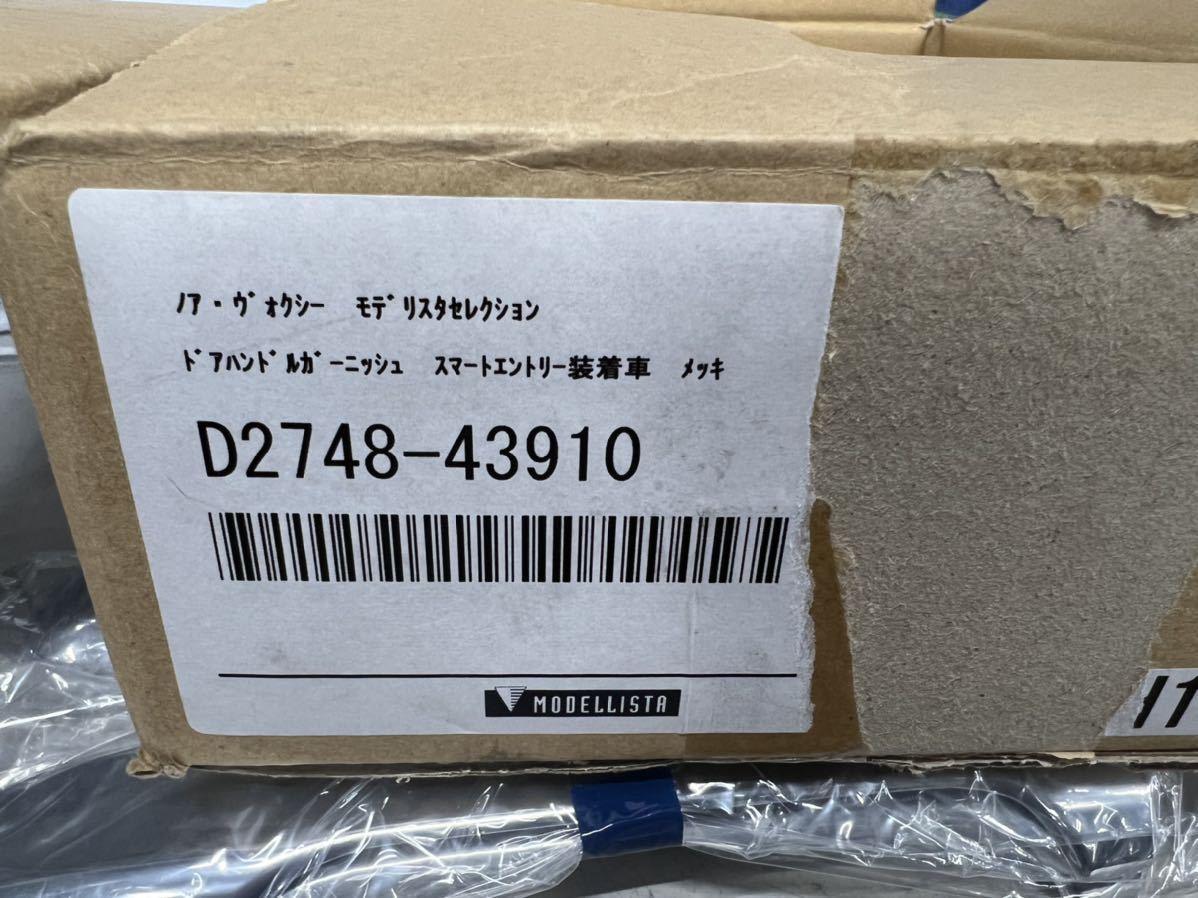 ﾉｱ・ｳﾞｫｸｼｰ　ﾓﾃﾞﾘｽﾀｾﾚｸｼｮﾝ
ﾄﾞｱﾊﾝﾄﾞﾙｶﾞｰﾆｯｼｭ　ｽﾏｰﾄｴﾝﾄﾘｰ装着車　ﾒｯｷ
D2748-43910
MODELLISTA